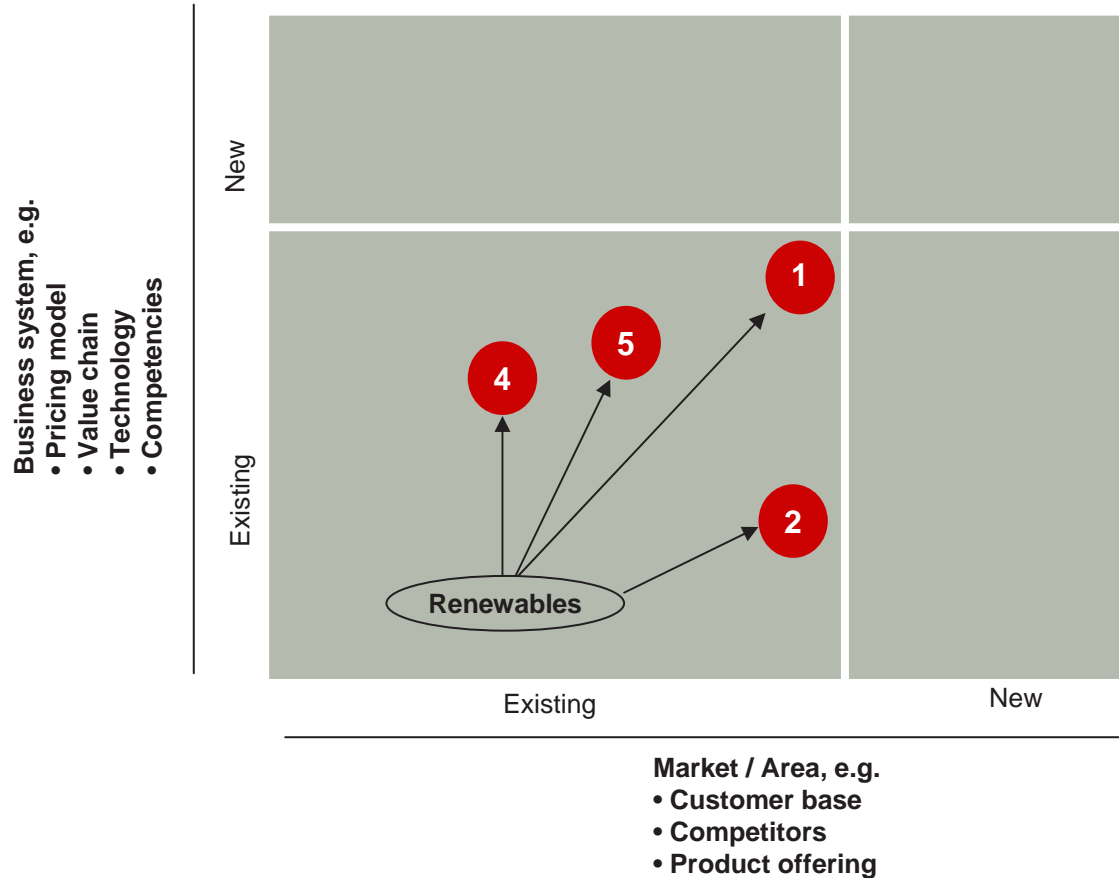 Business system, e.g.
• Pricing model
• Value chain
• Technology
• Competencies
New
Existing
1
5
4
2
Renewables
Existing
New
Market / Area, e.g.
• Customer base
• Competitors
• Product offering